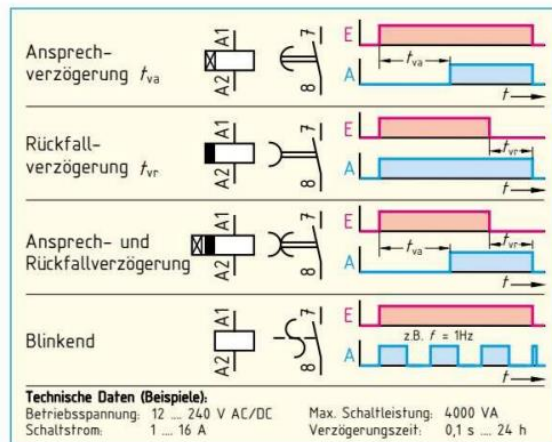 Ansprech-
verzögerung tva
A1
A2
7
8
E
A
tva
t
Rückfall-
verzögerung tvr
A1
A2
7
8
E
A
tvr
t
Ansprech- und
Rückfallverzögerung
A1
A2
7
8
E
A
tva
tvr
t
Blinkend
A1
A2
7
8
E
z.B. f = 1Hz
A
t
Technische Daten (Beispiele):
Betriebsspannung: 12 .... 240 V AC/DC Max. Schaltleistung: 4000 VA
Schaltstrom: 1 .... 16 A Verzögerungszeit: 0,1 s .... 24 h